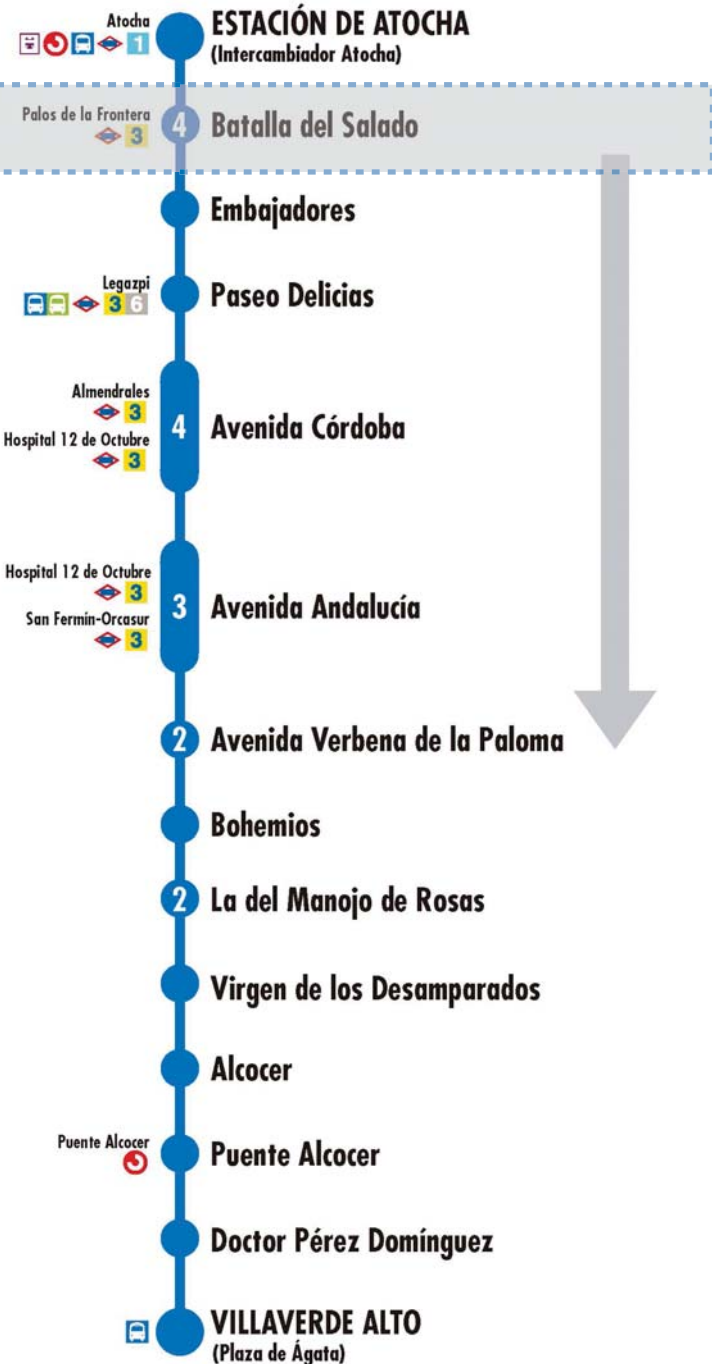 Atocha
1
ESTACIÓN DE ATOCHA
(Intercambiador Atocha)
Palos de la Frontera
3
4
Batalla del Salado
Embajadores
Legazpi
3 6
Paseo Delicias
Almendrales
3
Hospital 12 de Octubre
3
4
Avenida Córdoba
Hospital 12 de Octubre
3
San Fermín-Orcasur
3
3
Avenida Andalucía
2
Avenida Verbena de la Paloma
Bohemios
2
La del Manojo de Rosas
Virgen de los Desamparados
Alcocer
Puente Alcocer
Puente Alcocer
Doctor Pérez Domínguez
VILLAVERDE ALTO
(Plaza de Ágata)